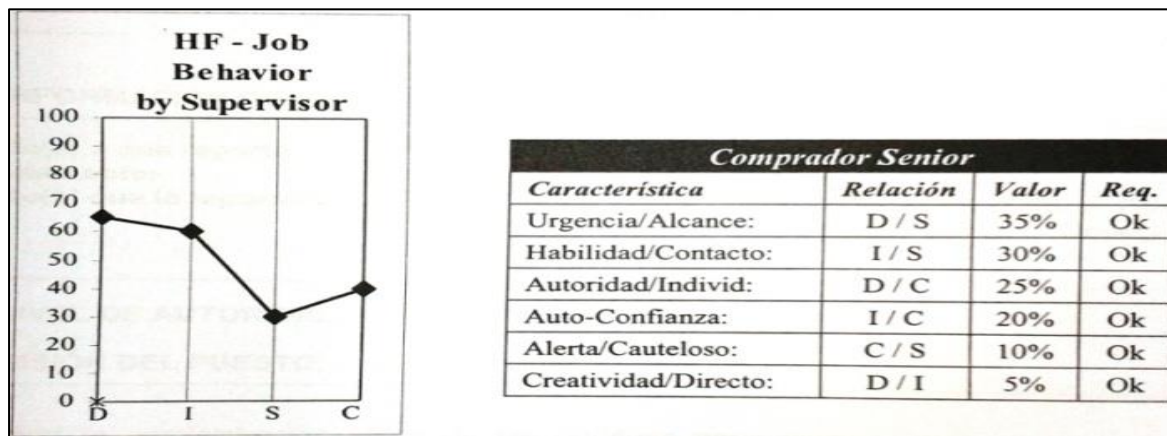 HF - Job
Behavior
by Supervisor
100
90
80
70
60
50
40
30
20
10
0
D I S C
Comprador Senior
Característica Relación Valor Req.
Urgencia/Alcance: D / S 35% Ok
Habilidad/Contacto: I / S 30% Ok
Autoridad/Individ: D / C 25% Ok
Auto-Confianza: I / C 20% Ok
Alerta/Cauteloso: C / S 10% Ok
Creatividad/Directo: D / I 5% Ok